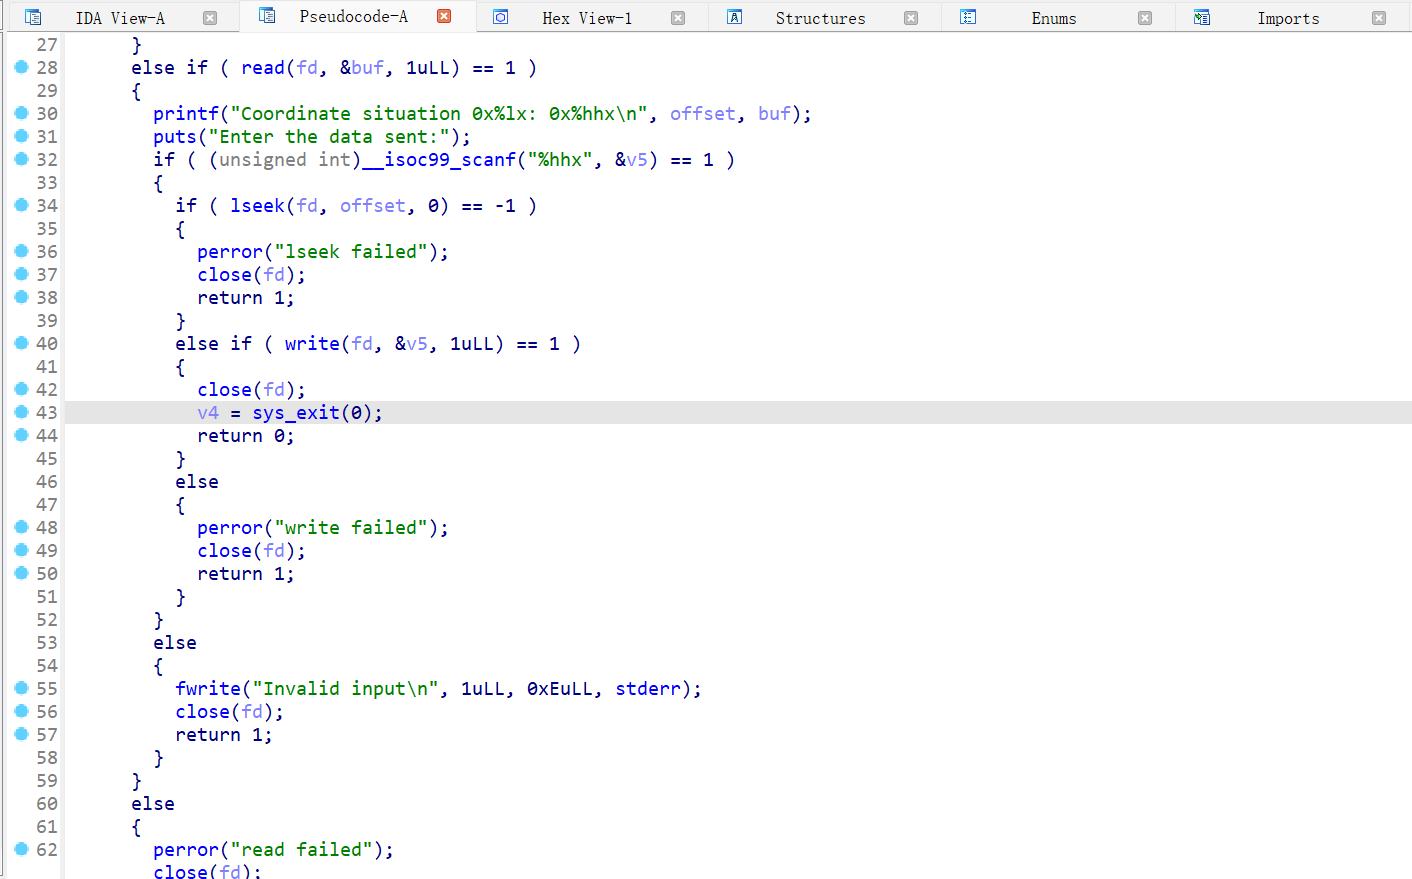 IDA View-A Pseudocode-A Hex View-1 Structures Enums Imports
27 }
28 else if ( read(fd, &buf, 1uLL) == 1 )
29 {
30 printf("Coordinate situation 0x%lx: 0x%hhx\n", offset, buf);
31 puts("Enter the data sent:");
32 if ( (unsigned int)__isoc99_scanf("%hhx", &v5) == 1 )
33 {
34 if ( lseek(fd, offset, 0) == -1 )
35 {
36 perror("lseek failed");
37 close(fd);
38 return 1;
39 }
40 else if ( write(fd, &v5, 1uLL) == 1 )
41 {
42 close(fd);
43 v4 = sys_exit(0);
44 return 0;
45 }
46 else
47 {
48 perror("write failed");
49 close(fd);
50 return 1;
51 }
52 }
53 else
54 {
55 fwrite("Invalid input\n", 1uLL, 0xEuLL, stderr);
56 close(fd);
57 return 1;
58 }
59 }
60 else
61 {
62 perror("read failed");
close(fd);